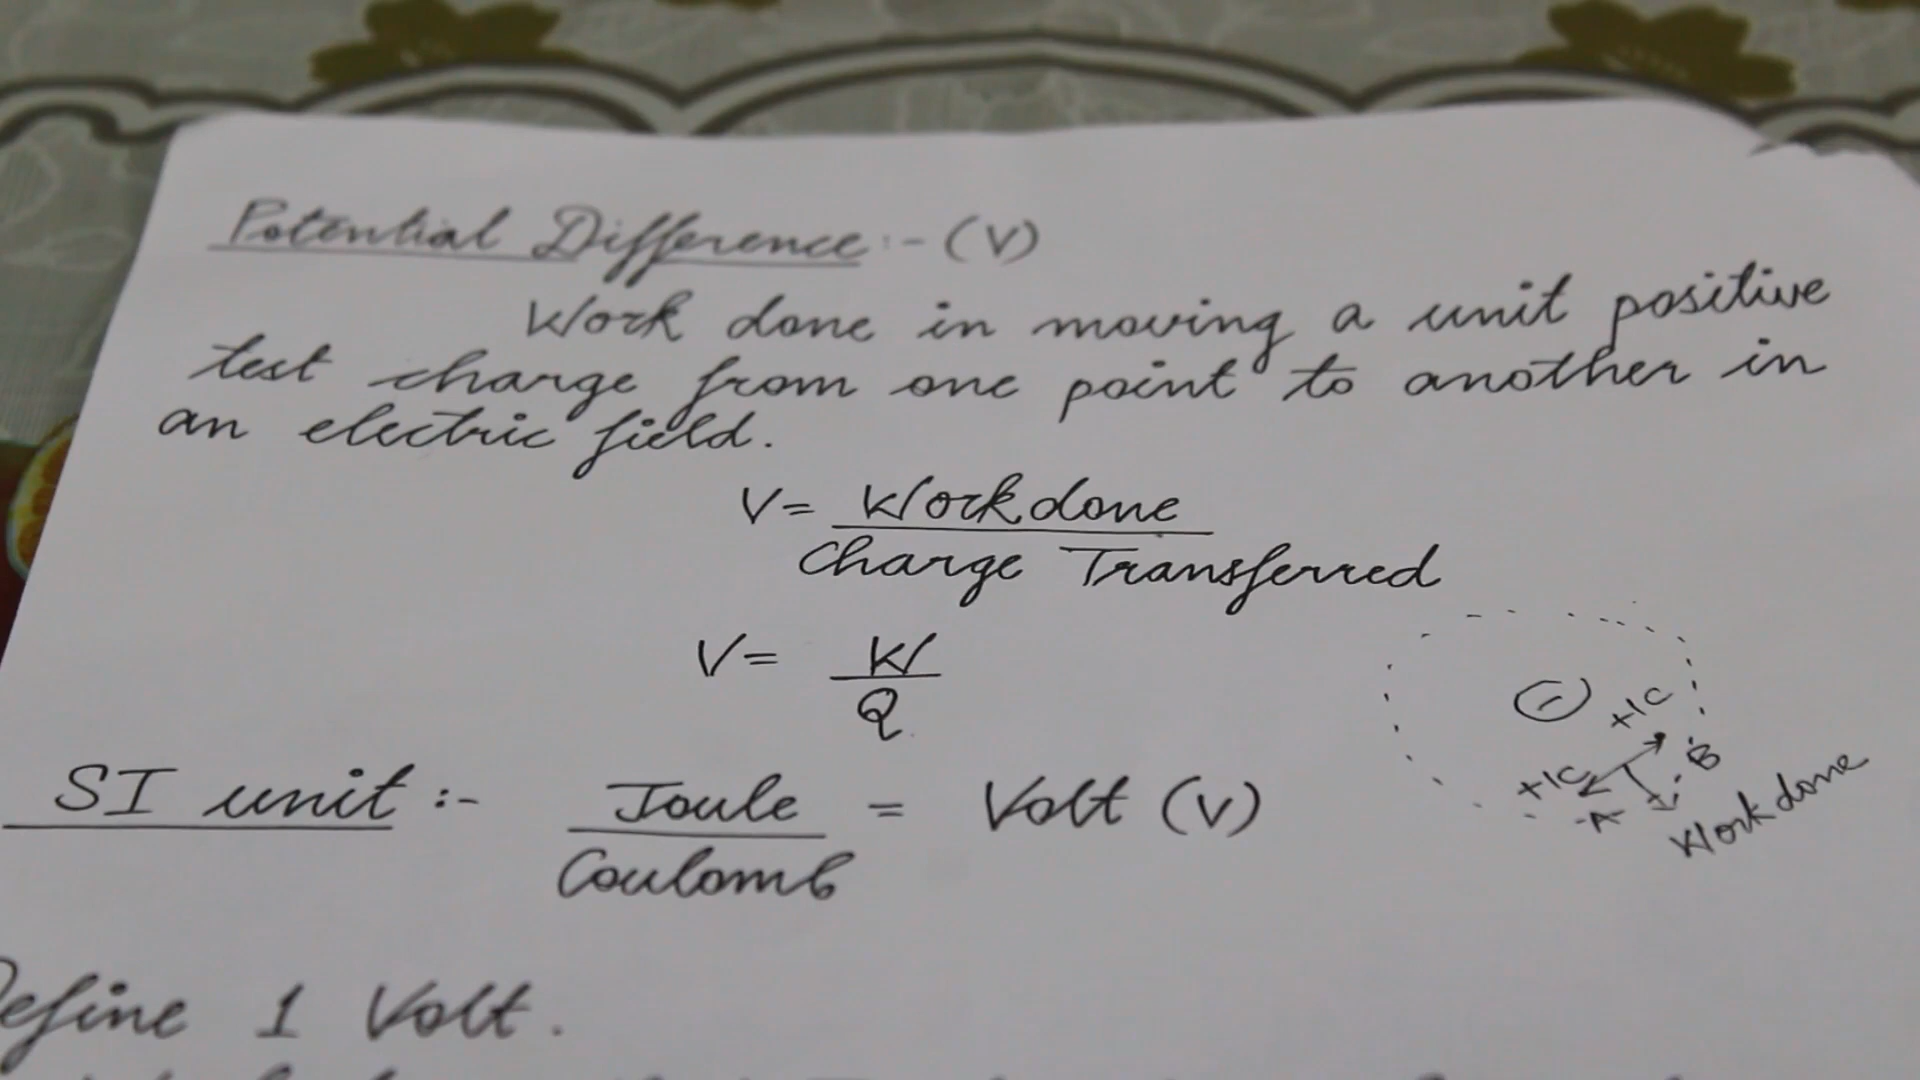 Potential Difference :- (V)
Work done in moving a unit positive
test charge from one point to another in
an electric field.
V = Work done
Charge Transferred
V = W
Q
+1C
+1C
B
A
Work done
SI unit :- Joule = Volt (V)
Coulomb
Define 1 Volt.